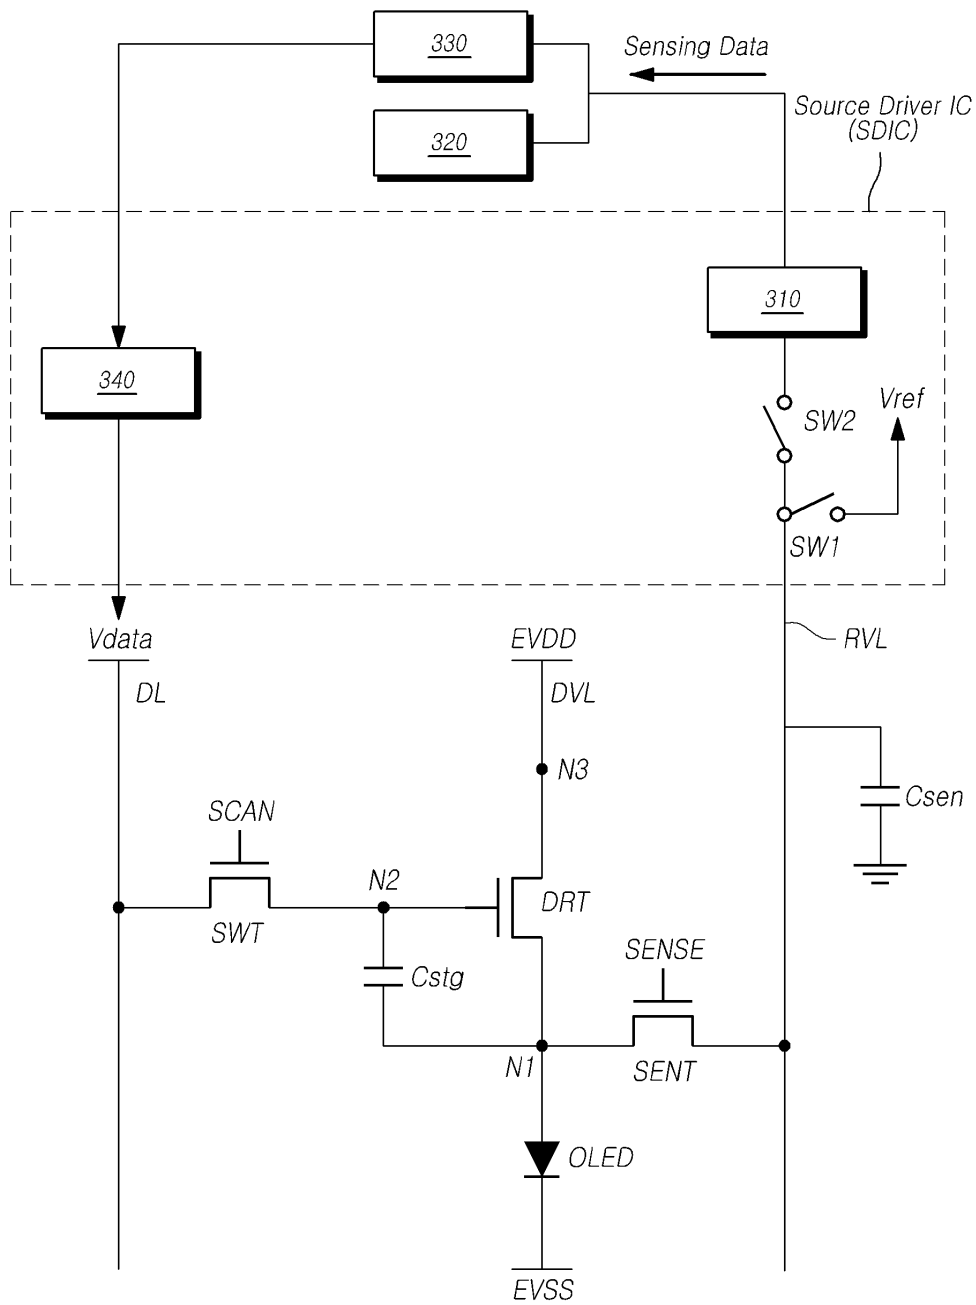 330
Sensing Data
320
Source Driver IC
(SDIC)
310
340
Vref
SW2
SW1
Vdata
EVDD
RVL
DL
DVL
N3
Csen
SCAN
N2
DRT
SWT
SENSE
Cstg
N1
SENT
OLED
EVSS